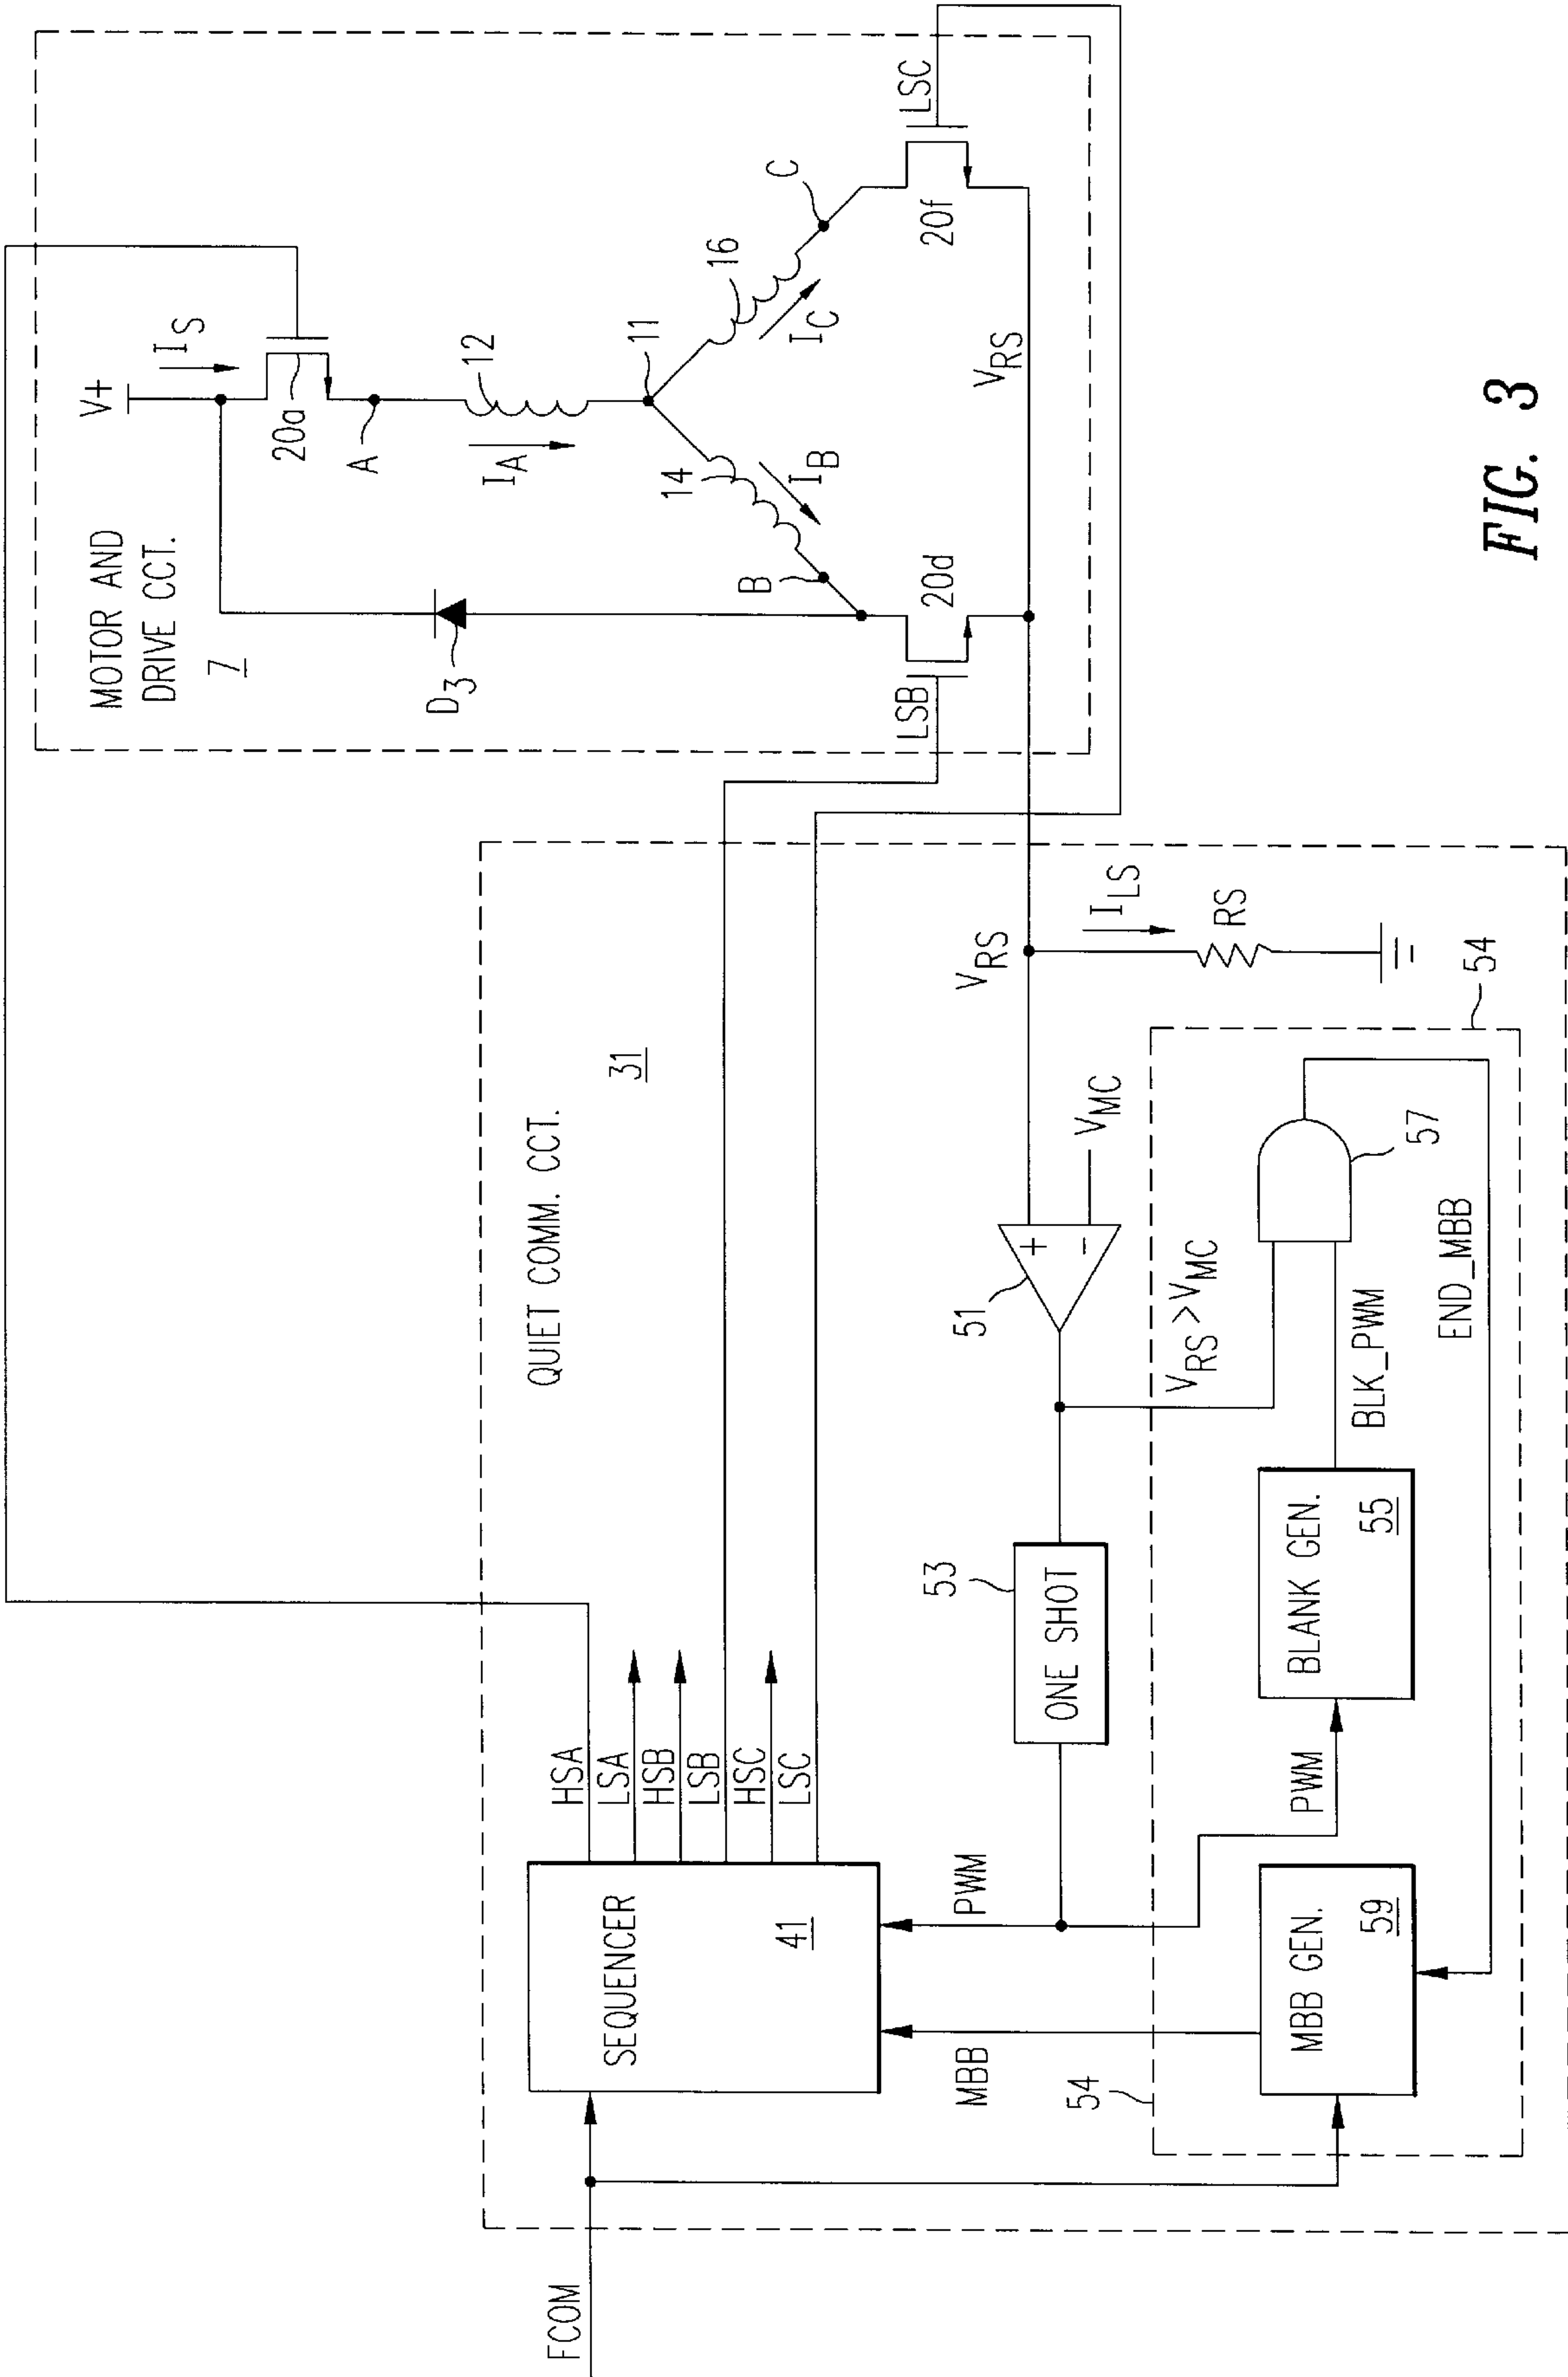 FIG. 3
MOTOR AND
DRIVE CCT.
7
V+
I_S
20a
A
12
I_A
11
16
C
I_C
14
I_B
B
D_3
20d
20f
LSB
LSC
V_RS
QUIET COMM. CCT.
31
HSA
LSA
HSB
LSB
HSC
LSC
SEQUENCER
41
FCOM
MBB
PWM
53
ONE SHOT
51
+
-
V_MC
V_RS
I_LS
RS
54
54
V_RS>V_MC
57
BLK_PWM
BLANK GEN.
55
PWM
MBB GEN.
59
END_MBB